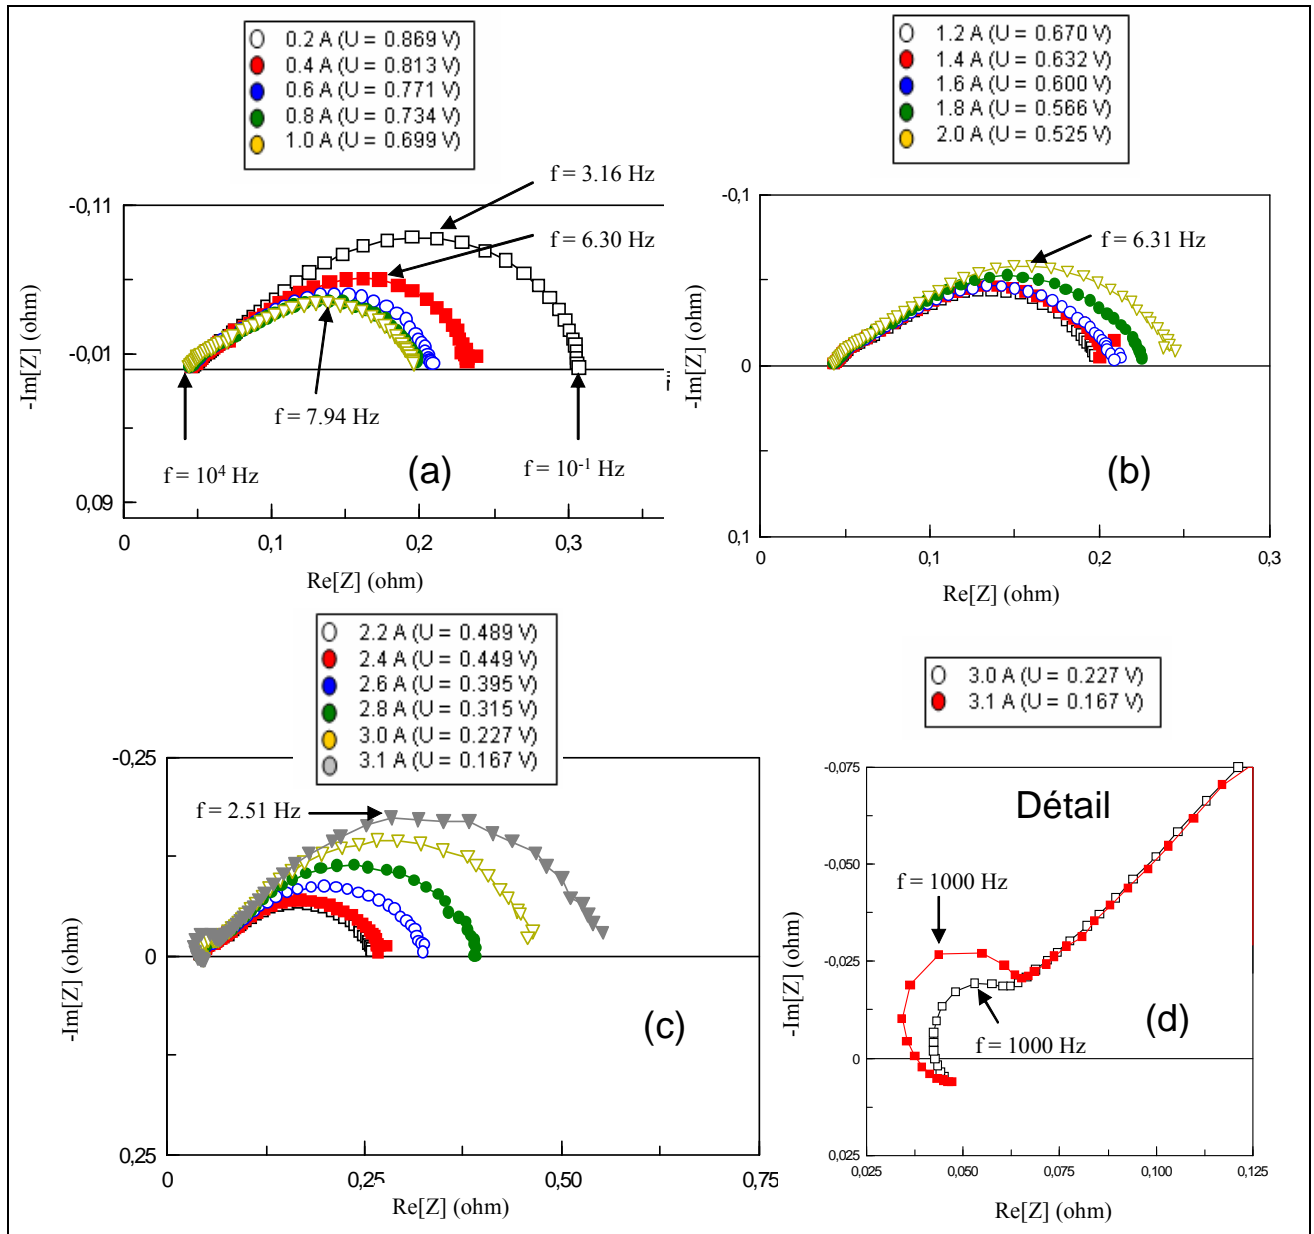 0.2 A (U = 0.869 V)
0.4 A (U = 0.813 V)
0.6 A (U = 0.771 V)
0.8 A (U = 0.734 V)
1.0 A (U = 0.699 V)
f = 3.16 Hz
f = 6.30 Hz
f = 7.94 Hz
f = 10⁴ Hz
f = 10⁻¹ Hz
(a)
-0,11
-0,01
0,09
-Im[Z] (ohm)
0
0,1
0,2
0,3
Re[Z] (ohm)
1.2 A (U = 0.670 V)
1.4 A (U = 0.632 V)
1.6 A (U = 0.600 V)
1.8 A (U = 0.566 V)
2.0 A (U = 0.525 V)
f = 6.31 Hz
(b)
-0,1
0
0,1
-Im[Z] (ohm)
0
0,1
0,2
0,3
Re[Z] (ohm)
2.2 A (U = 0.489 V)
2.4 A (U = 0.449 V)
2.6 A (U = 0.395 V)
2.8 A (U = 0.315 V)
3.0 A (U = 0.227 V)
3.1 A (U = 0.167 V)
f = 2.51 Hz
(c)
-0,25
0
0,25
-Im[Z] (ohm)
0
0,25
0,50
0,75
Re[Z] (ohm)
3.0 A (U = 0.227 V)
3.1 A (U = 0.167 V)
Détail
f = 1000 Hz
f = 1000 Hz
(d)
-0,075
-0,050
-0,025
0
0,025
-Im[Z] (ohm)
0,025
0,050
0,075
0,100
0,125
Re[Z] (ohm)